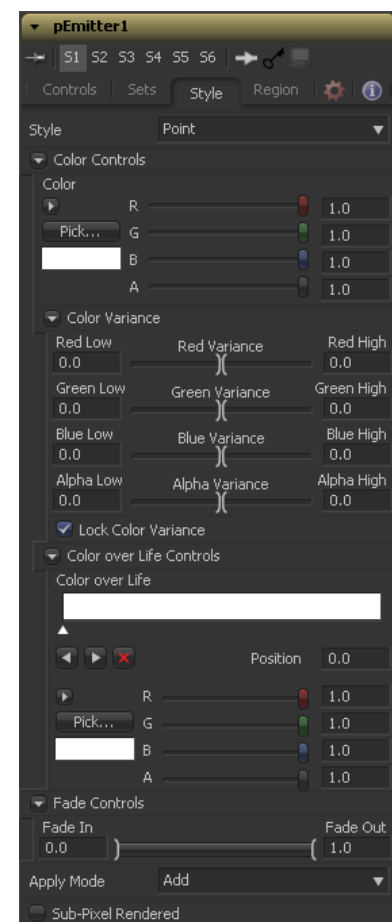 pEmitter1
S1 S2 S3 S4 S5 S6
Controls Sets Style Region
Style Point
Color Controls
Color
R 1.0
Pick... G 1.0
B 1.0
A 1.0
Color Variance
Red Low Red Variance Red High
0.0 0.0
Green Low Green Variance Green High
0.0 0.0
Blue Low Blue Variance Blue High
0.0 0.0
Alpha Low Alpha Variance Alpha High
0.0 0.0
Lock Color Variance
Color over Life Controls
Color over Life
Position 0.0
R 1.0
Pick... G 1.0
B 1.0
A 1.0
Fade Controls
Fade In Fade Out
0.0 1.0
Apply Mode Add
Sub-Pixel Rendered